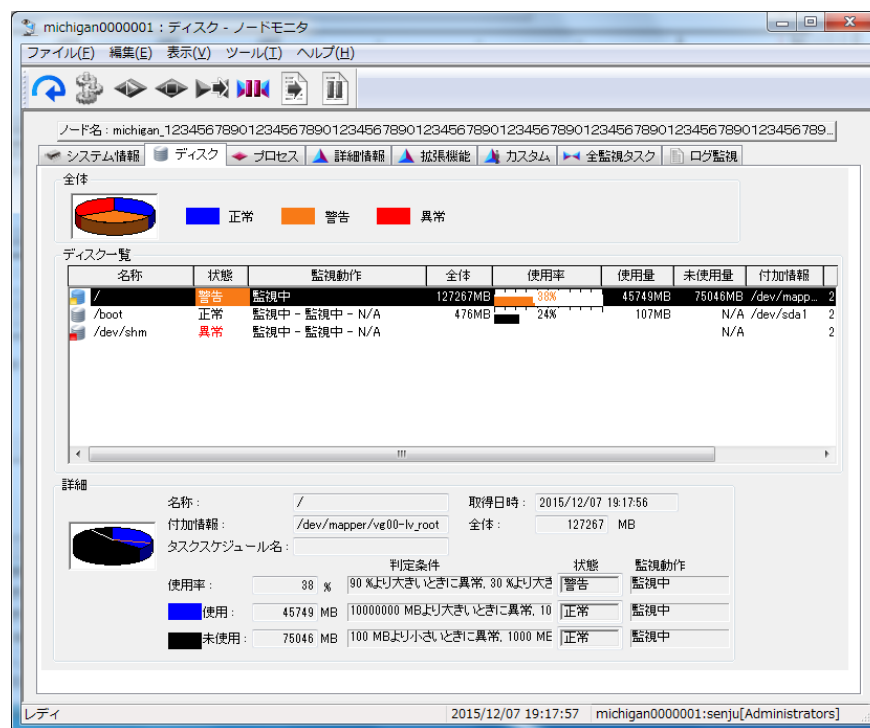 michigan0000001 : ディスク - ノードモニタ
ファイル(F) 編集(E) 表示(V) ツール(T) ヘルプ(H)
ノード名 : michigan_1234567890123456789012345678901234567890123456789012345678901234567890123456789...
システム情報 ディスク プロセス 詳細情報 拡張機能 カスタム 全監視タスク ログ監視
全体
正常 警告 異常
ディスク一覧
名称 状態 監視動作 全体 使用率 使用量 未使用量 付加情報
/ 警告 監視中 127267MB 38% 45749MB 75046MB /dev/mapp... 2
/boot 正常 監視中 - 監視中 - N/A 476MB 24% 107MB N/A /dev/sda1 2
/dev/shm 異常 監視中 - 監視中 - N/A N/A 2
詳細
名称 : / 取得日時 : 2015/12/07 19:17:56
付加情報 : /dev/mapper/vg00-lv_root 全体 : 127267 MB
タスクスケジュール名 :
判定条件 状態 監視動作
使用率 : 38 % 90 %より大きいときに異常, 30 %より大き 警告 監視中
使用 : 45749 MB 10000000 MBより大きいときに異常, 10 正常 監視中
未使用 : 75046 MB 100 MBより小さいときに異常, 1000 ME 正常 監視中
レディ 2015/12/07 19:17:57 michigan0000001:senju[Administrators]